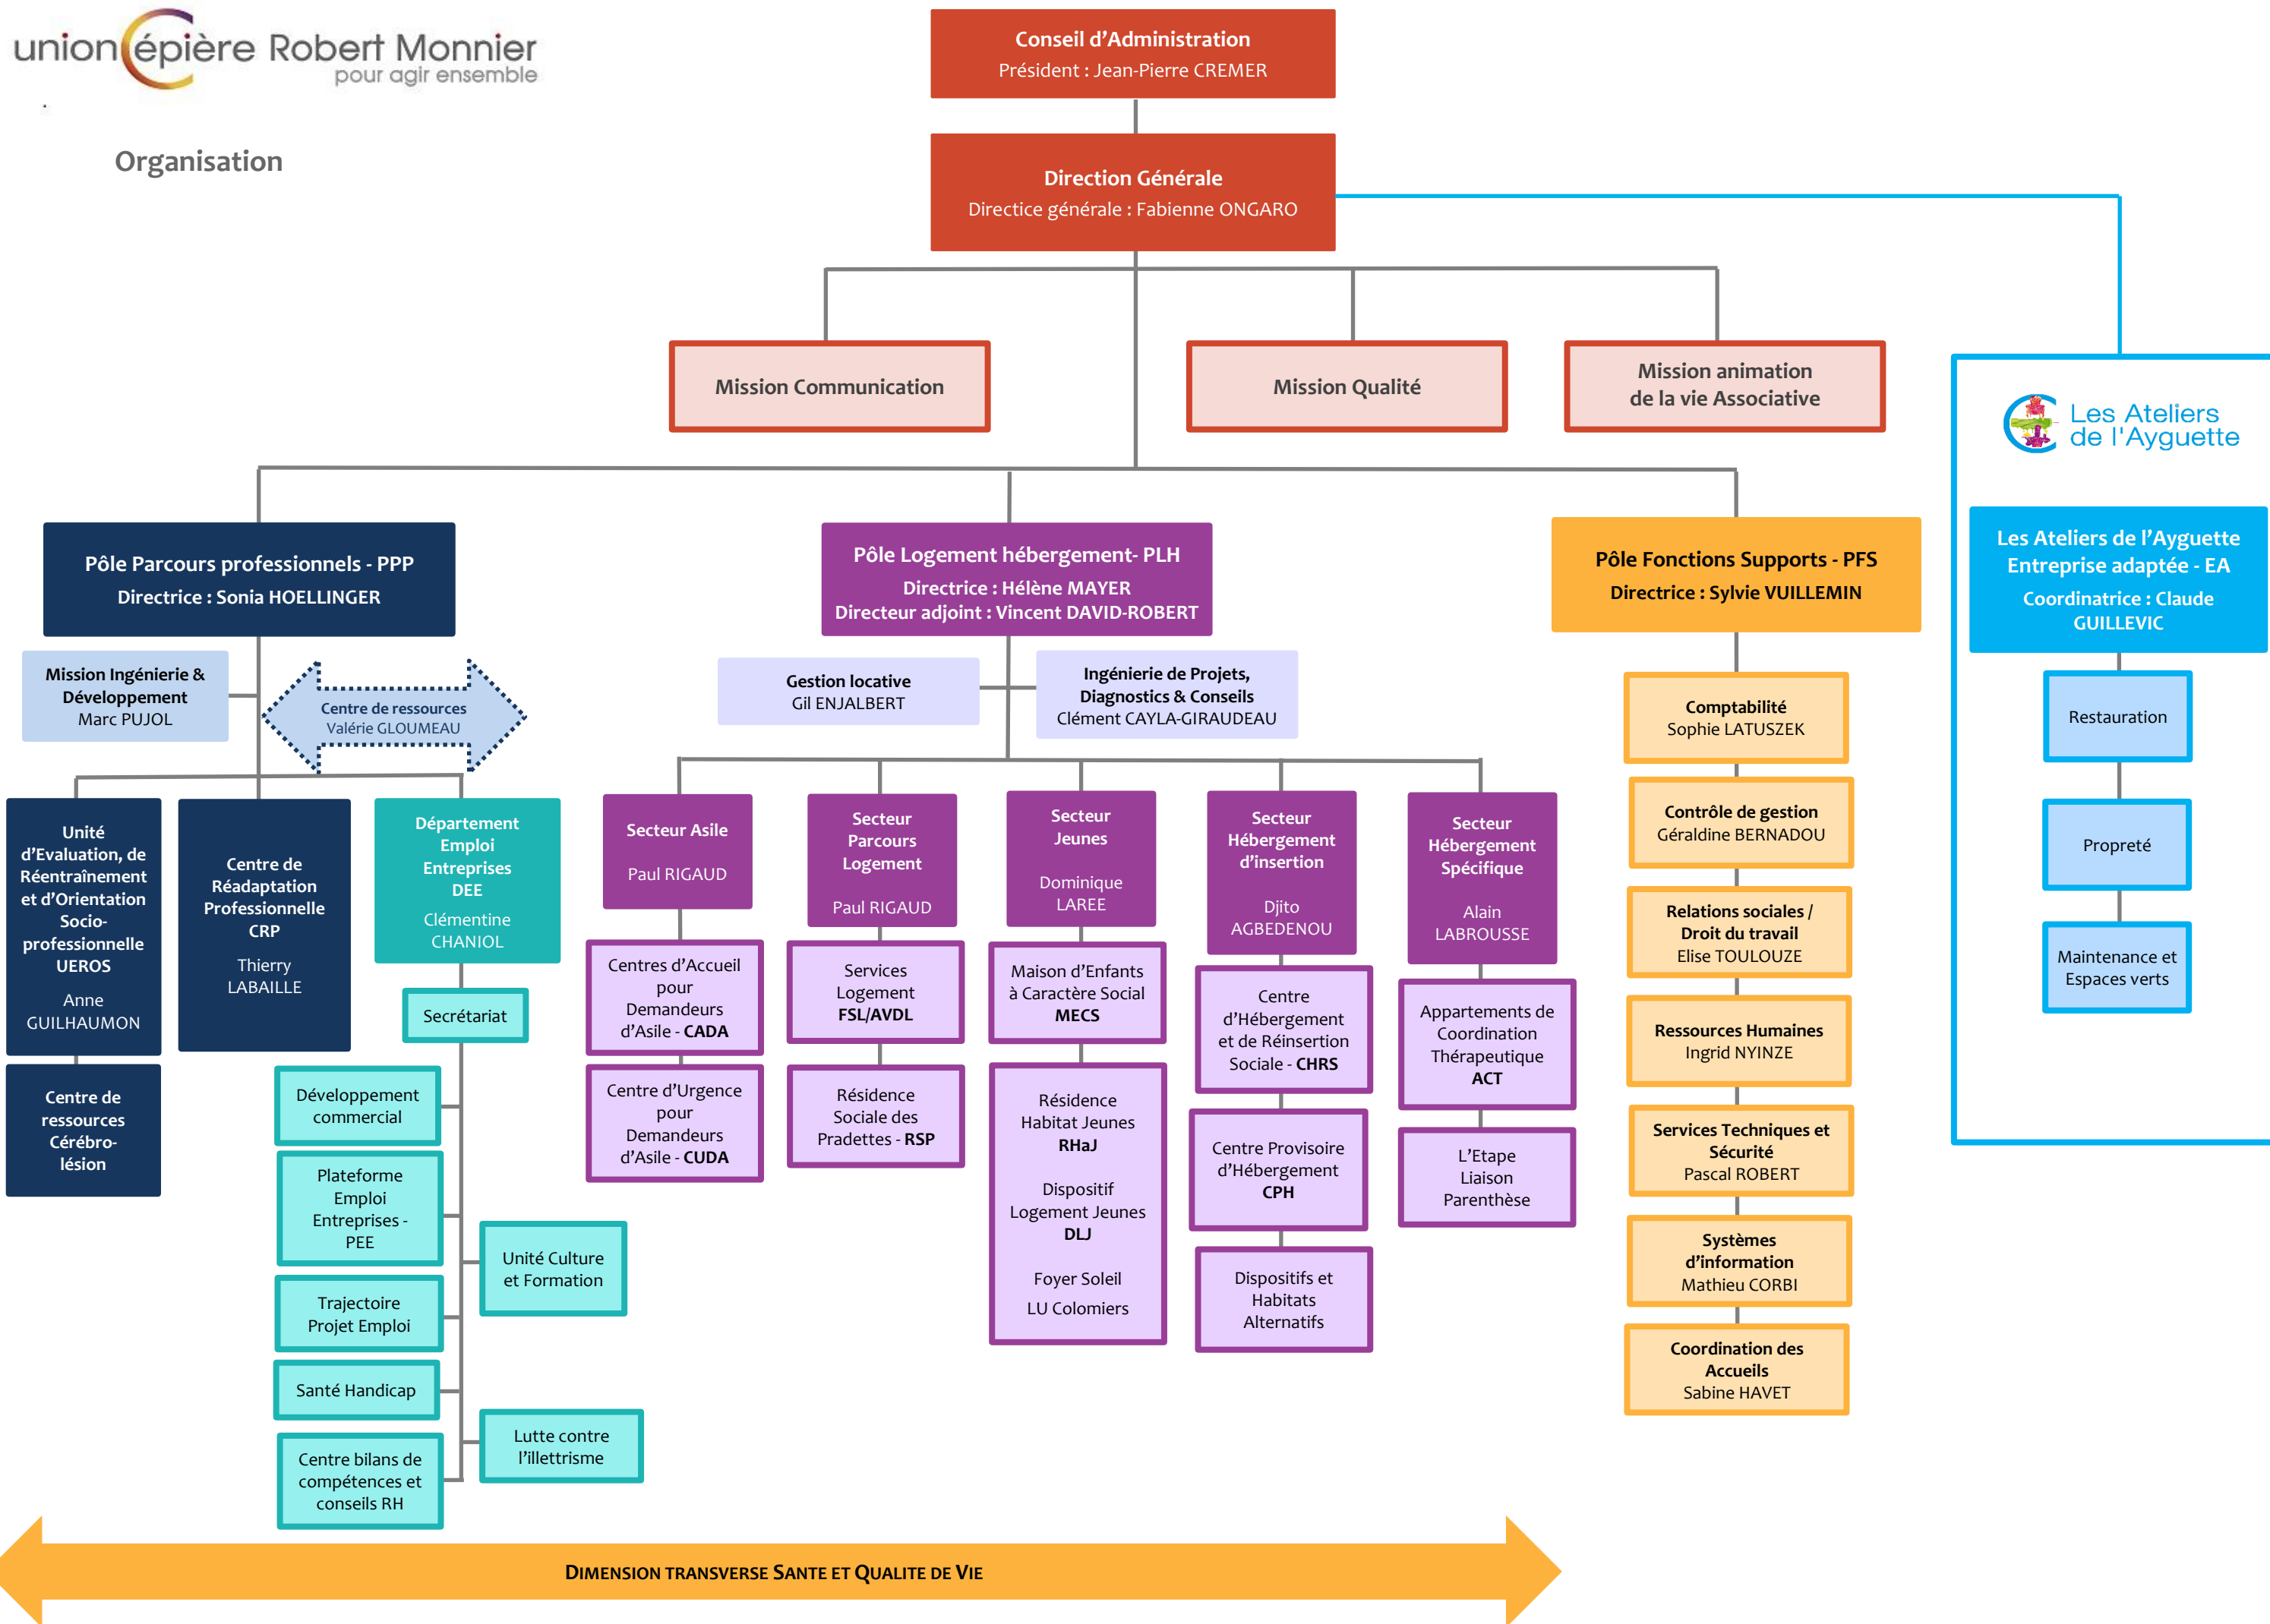 union cépière Robert Monnier
pour agir ensemble
Organisation
Conseil d'Administration
Président : Jean-Pierre CREMER
Direction Générale
Directice générale : Fabienne ONGARO
Mission Communication
Mission Qualité
Mission animation
de la vie Associative
Les Ateliers
de l'Ayguette
Pôle Parcours professionnels - PPP
Directrice : Sonia HOELLINGER
Pôle Logement hébergement- PLH
Directrice : Hélène MAYER
Directeur adjoint : Vincent DAVID-ROBERT
Pôle Fonctions Supports - PFS
Directrice : Sylvie VUILLEMIN
Les Ateliers de l'Ayguette
Entreprise adaptée - EA
Coordinatrice : Claude
GUILLEVIC
Mission Ingénierie &
Développement
Marc PUJOL
Centre de ressources
Valérie GLOUMEAU
Gestion locative
Gil ENJALBERT
Ingénierie de Projets,
Diagnostics & Conseils
Clément CAYLA-GIRAUDEAU
Unité
d'Evaluation, de
Réentraînement
et d'Orientation
Socio-
professionnelle
UEROS
Anne
GUILHAUMON
Centre de
ressources
Cérébro-
lésion
Centre de
Réadaptation
Professionnelle
CRP
Thierry
LABAILLE
Département
Emploi
Entreprises
DEE
Clémentine
CHANIOL
Secrétariat
Développement
commercial
Plateforme
Emploi
Entreprises -
PEE
Unité Culture
et Formation
Trajectoire
Projet Emploi
Santé Handicap
Lutte contre
l'illettrisme
Centre bilans de
compétences et
conseils RH
Secteur Asile
Paul RIGAUD
Centres d'Accueil
pour
Demandeurs
d'Asile - CADA
Centre d'Urgence
pour
Demandeurs
d'Asile - CUDA
Secteur
Parcours
Logement
Paul RIGAUD
Services
Logement
FSL/AVDL
Résidence
Sociale des
Pradettes - RSP
Secteur
Jeunes
Dominique
LAREE
Maison d'Enfants
à Caractère Social
MECS
Résidence
Habitat Jeunes
RHaJ
Dispositif
Logement Jeunes
DLJ
Foyer Soleil
LU Colomiers
Secteur
Hébergement
d'insertion
Djito
AGBEDENOU
Centre
d'Hébergement
et de Réinsertion
Sociale - CHRS
Centre Provisoire
d'Hébergement
CPH
Dispositifs et
Habitats
Alternatifs
Secteur
Hébergement
Spécifique
Alain
LABROUSSE
Appartements de
Coordination
Thérapeutique
ACT
L'Etape
Liaison
Parenthèse
Comptabilité
Sophie LATUSZEK
Contrôle de gestion
Géraldine BERNADOU
Relations sociales /
Droit du travail
Elise TOULOUZE
Ressources Humaines
Ingrid NYINZE
Services Techniques et
Sécurité
Pascal ROBERT
Systèmes
d'information
Mathieu CORBI
Coordination des
Accueils
Sabine HAVET
Restauration
Propreté
Maintenance et
Espaces verts
DIMENSION TRANSVERSE SANTE ET QUALITE DE VIE